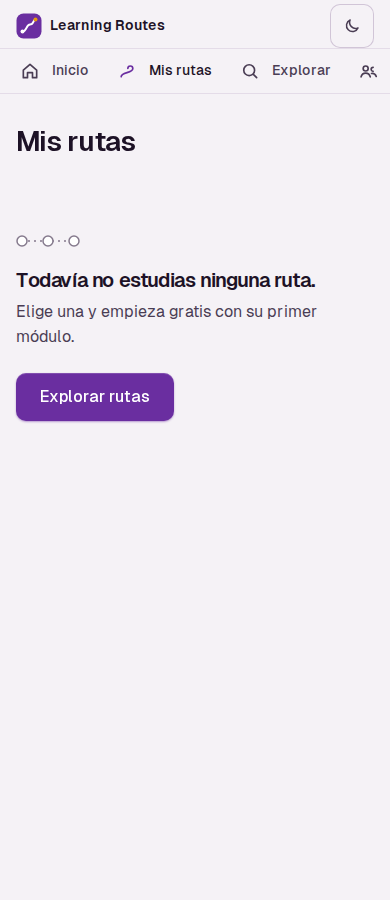 Learning Routes
Inicio
Mis rutas
Explorar
Mis rutas
Todavía no estudias ninguna ruta.
Elige una y empieza gratis con su primer
módulo.
Explorar rutas